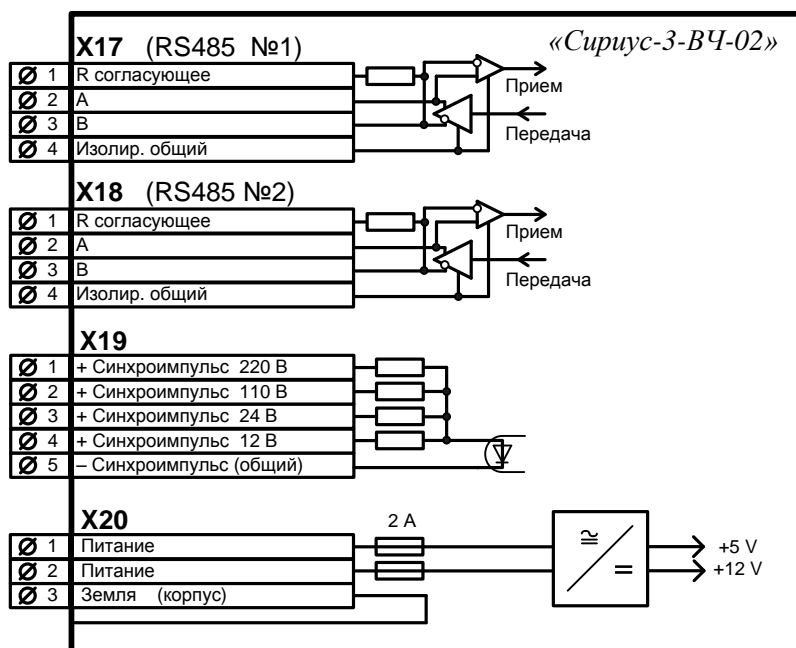 «Сириус-3-ВЧ-02»
X17 (RS485 №1)
1 R согласующее
2 A
3 B
4 Изолир. общий
Прием
Передача
X18 (RS485 №2)
1 R согласующее
2 A
3 B
4 Изолир. общий
Прием
Передача
X19
1 + Синхроимпульс 220 В
2 + Синхроимпульс 110 В
3 + Синхроимпульс 24 В
4 + Синхроимпульс 12 В
5 – Синхроимпульс (общий)
X20
2 А
1 Питание
2 Питание
3 Земля (корпус)
≅
=
+5 V
+12 V